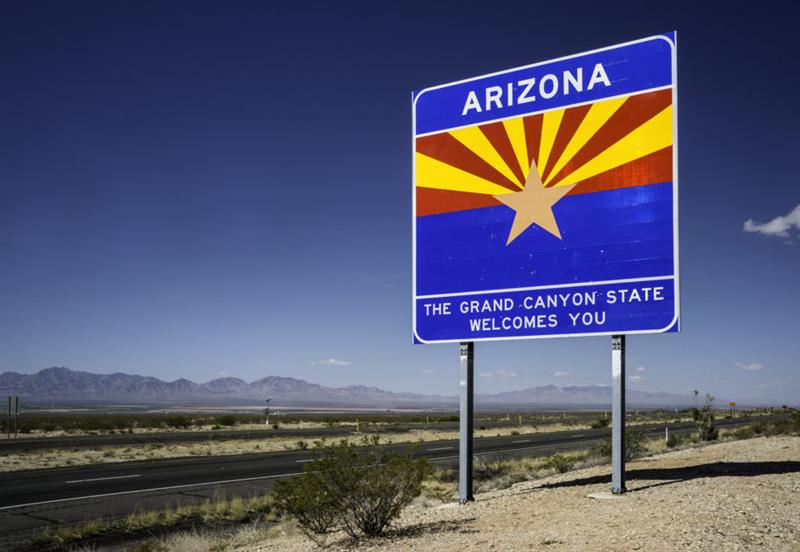 ARIZONA
THE GRAND CANYON STATE
WELCOMES YOU